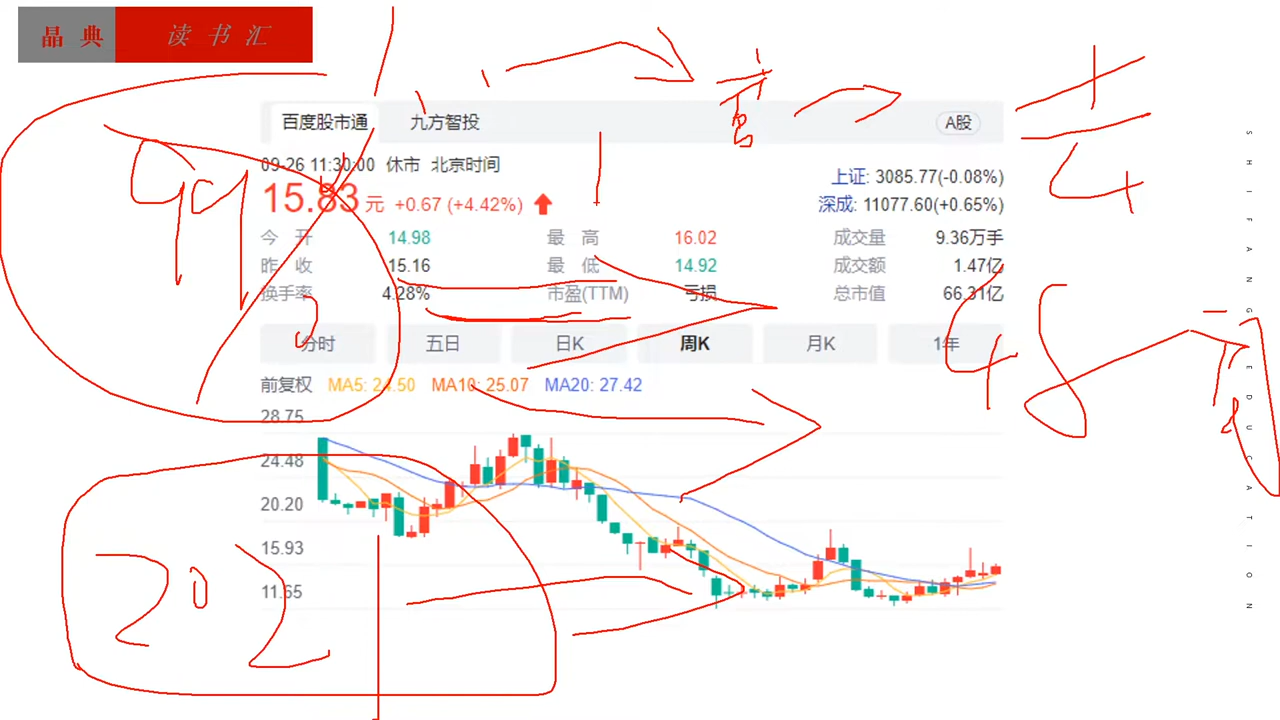 晶典 读书汇
百度股市通 九方智投 A股
09-26 11:30:00 休市 北京时间
15.83 元 +0.67 (+4.42%)
上证: 3085.77(-0.08%)
深成: 11077.60(+0.65%)
今开 14.98 最高 16.02 成交量 9.36万手
昨收 15.16 最低 14.92 成交额 1.47亿
换手率 4.28% 市盈(TTM) 亏损 总市值 66.31亿
分时 五日 日K 周K 月K 1年
前复权 MA5: 24.50 MA10: 25.07 MA20: 27.42
28.75
24.48
20.20
15.93
11.65
99
2021
SHIFANG EDUCATION